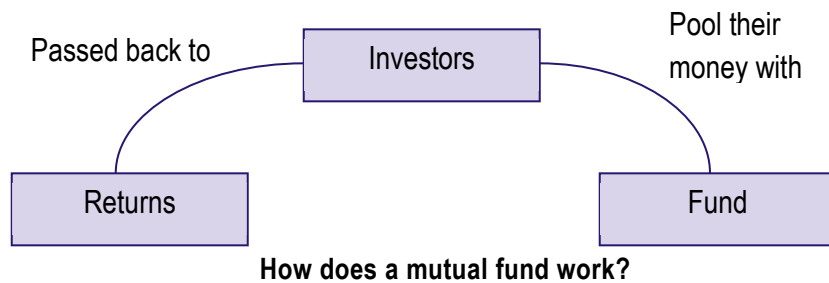 Passed back to
Investors
Pool their
money with
Returns
Fund
How does a mutual fund work?